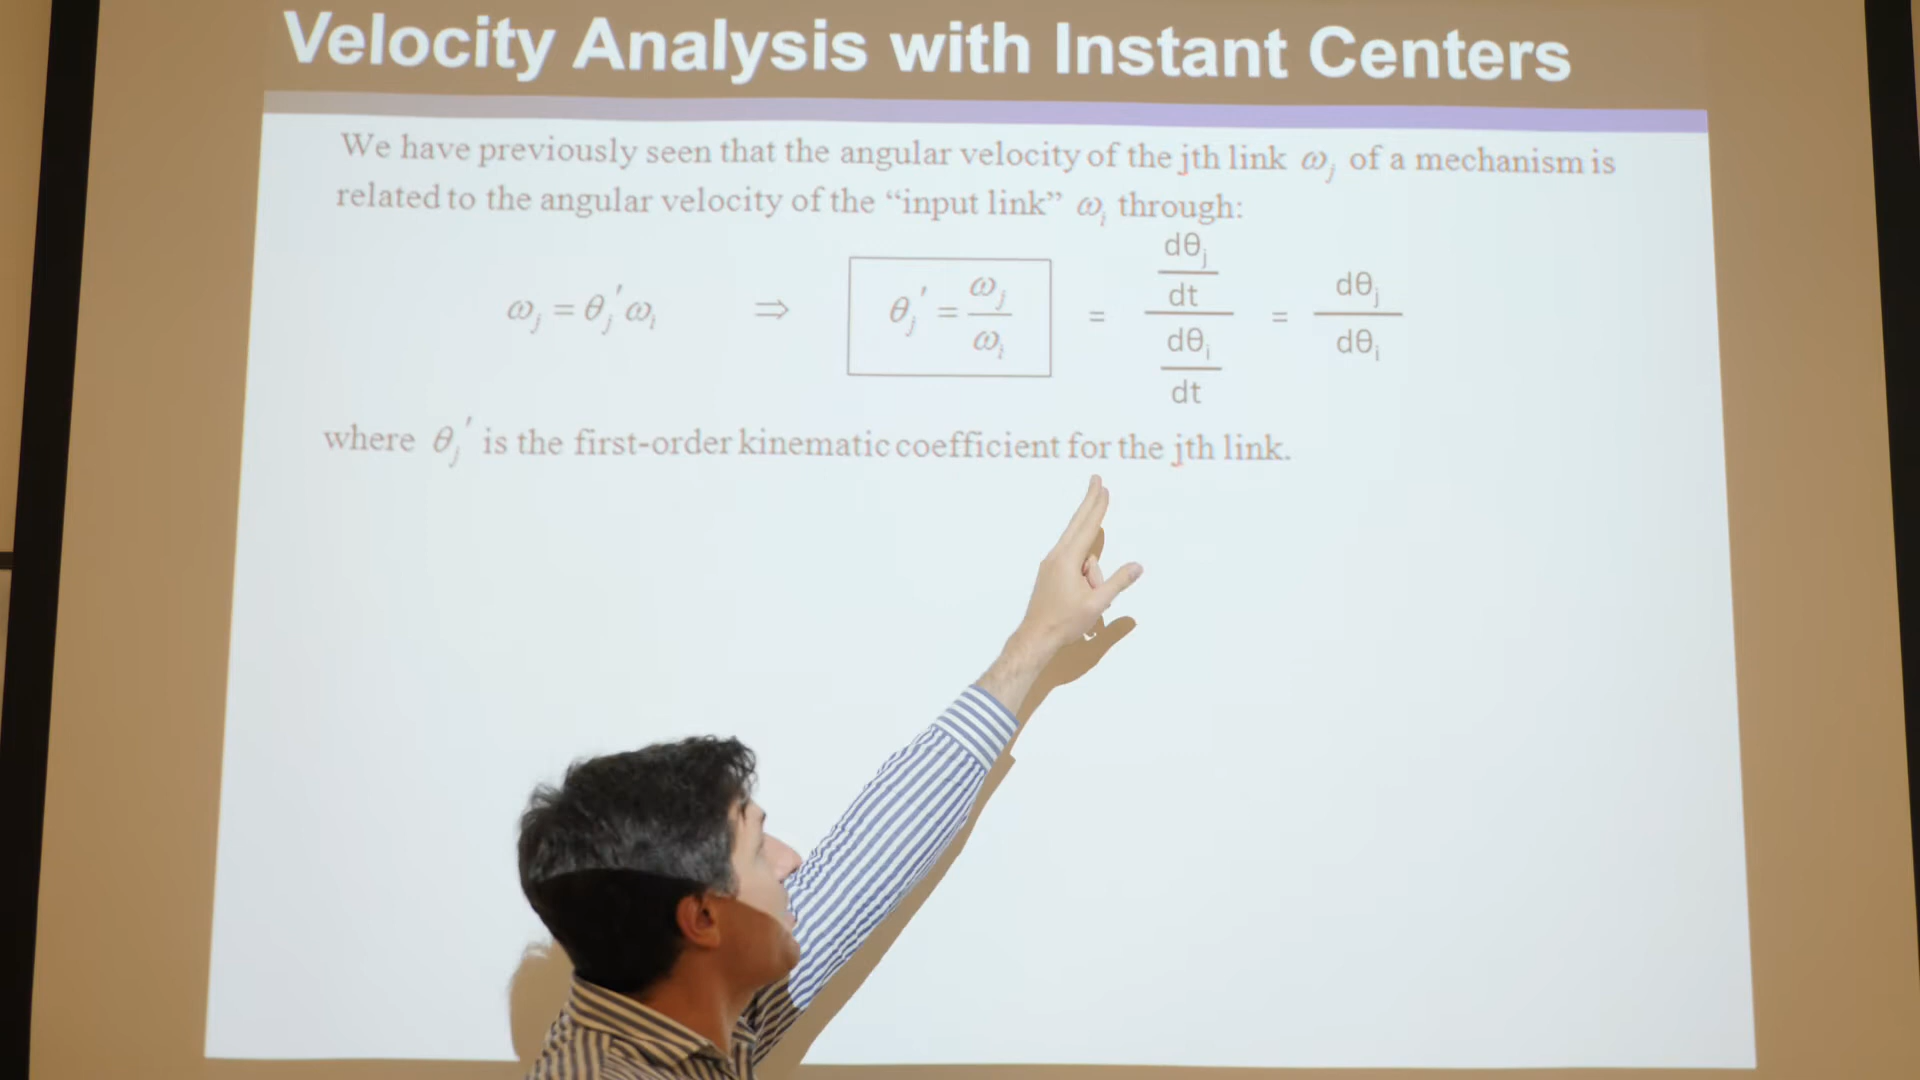 Velocity Analysis with Instant Centers
We have previously seen that the angular velocity of the jth link ωⱼ of a mechanism is
related to the angular velocity of the “input link” ωᵢ through:
ωⱼ = θⱼ′ωᵢ ⇒ θⱼ′ = ωⱼ/ωᵢ = (dθⱼ/dt)/(dθᵢ/dt) = dθⱼ/dθᵢ
where θⱼ′ is the first-order kinematic coefficient for the jth link.